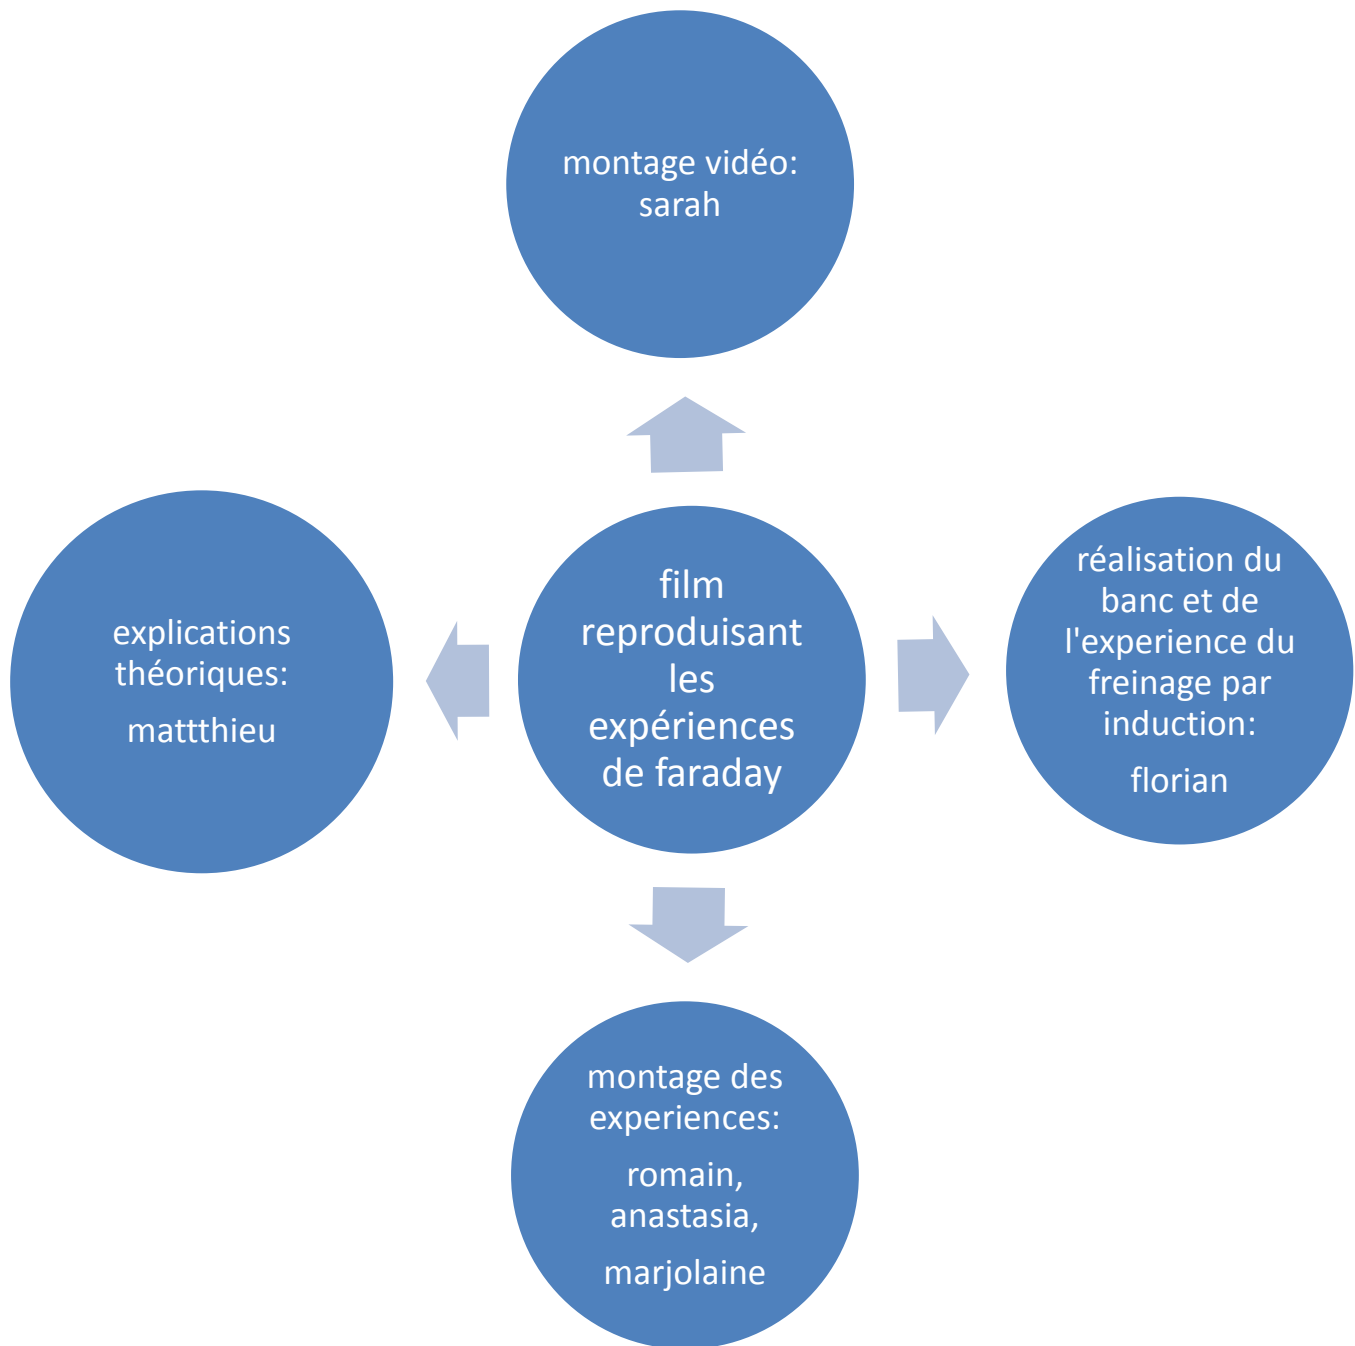 montage vidéo:
sarah
explications
théoriques:
mattthieu
film
reproduisant
les
expériences
de faraday
réalisation du
banc et de
l'experience du
freinage par
induction:
florian
montage des
experiences:
romain,
anastasia,
marjolaine